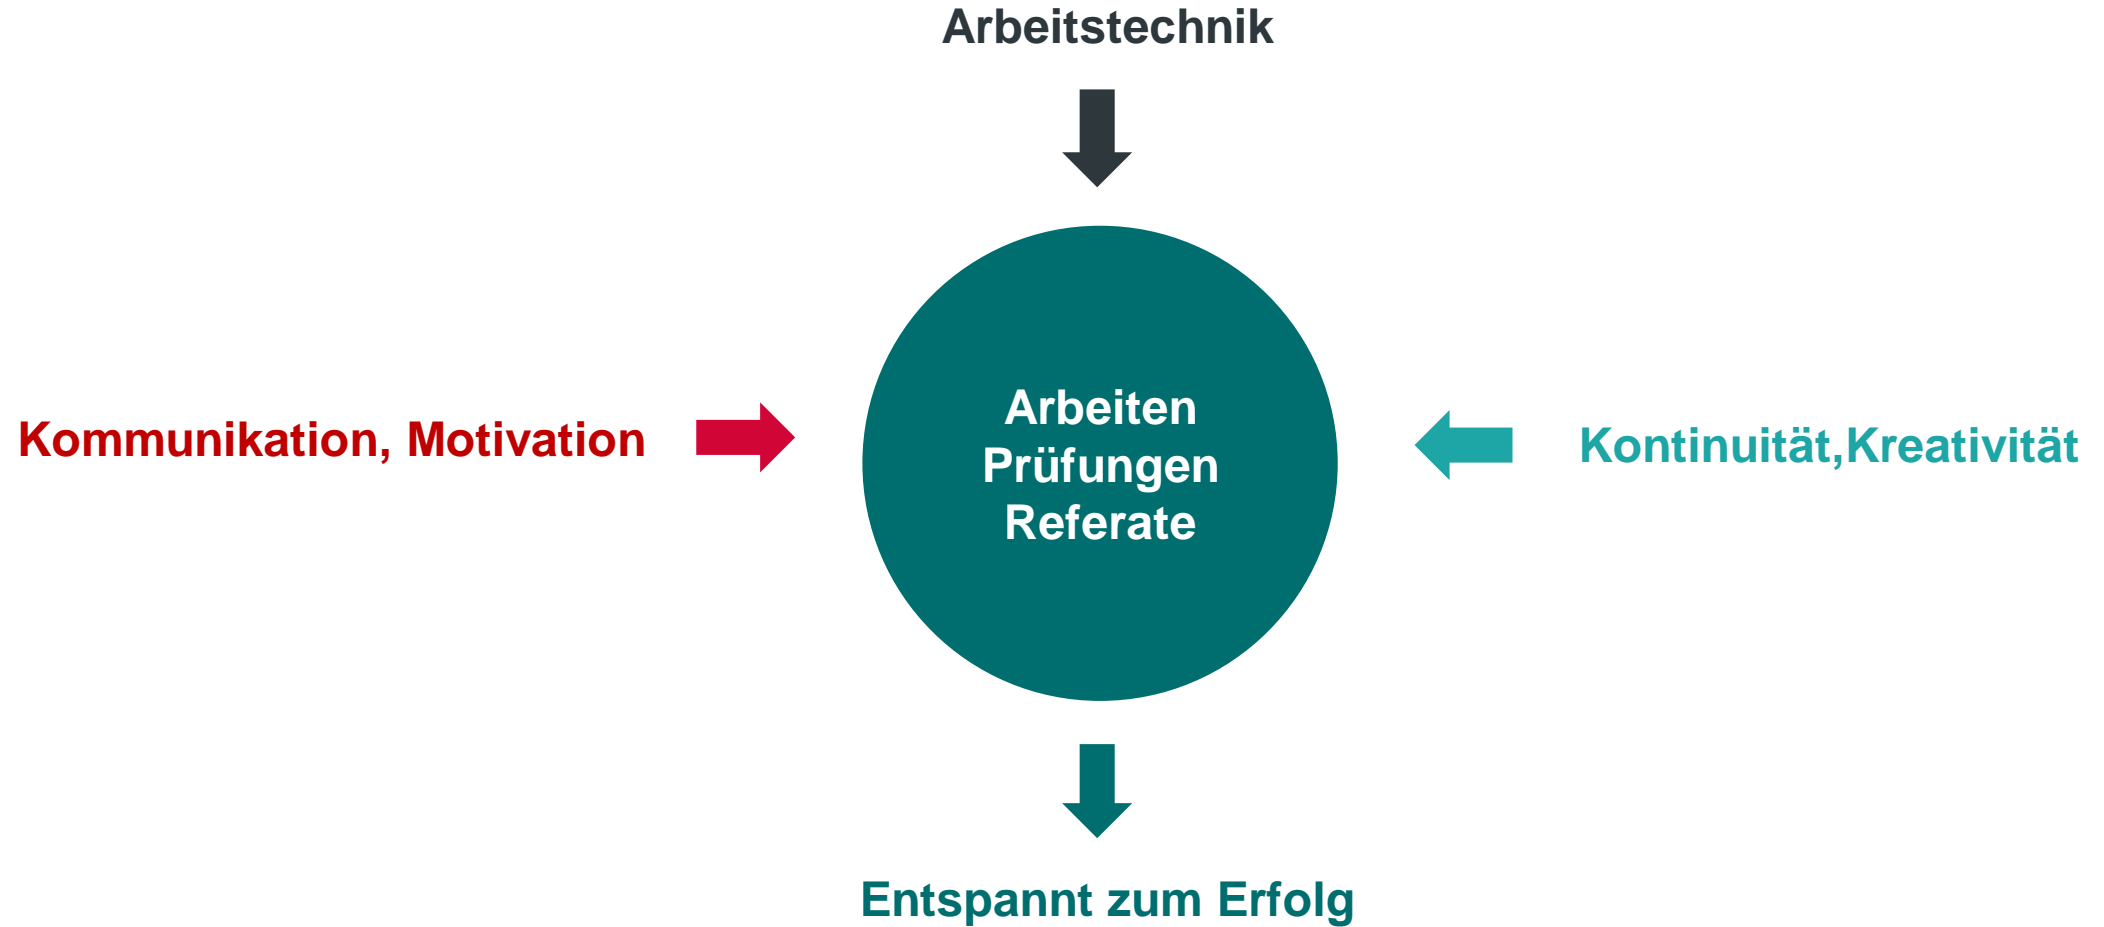 Arbeitstechnik
Kommunikation, Motivation
Arbeiten
Prüfungen
Referate
Kontinuität,Kreativität
Entspannt zum Erfolg